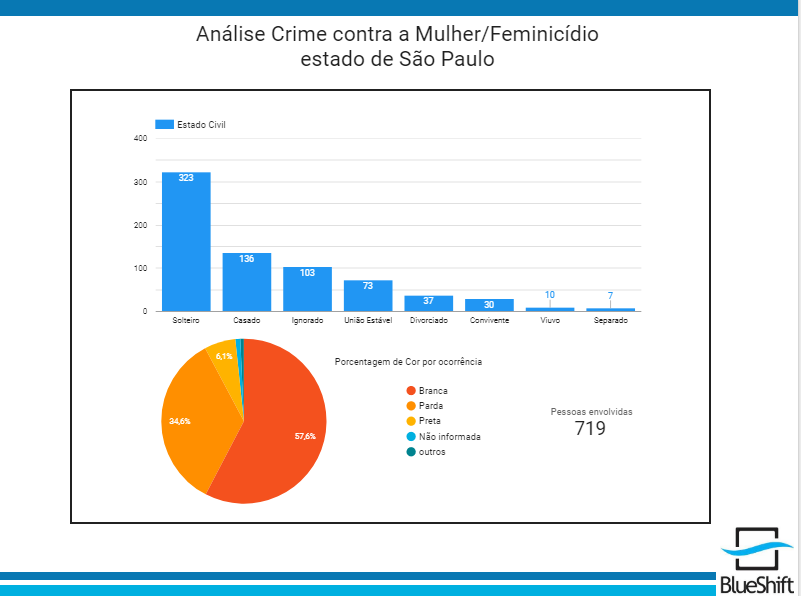 Análise Crime contra a Mulher/Feminicídio
estado de São Paulo
Estado Civil
400
300
200
100
0
323
136
103
73
37
30
10
7
Solteiro
Casado
Ignorado
União Estável
Divorciado
Convivente
Viuvo
Separado
Porcentagem de Cor por ocorrência
6,1%
34,6%
57,6%
Branca
Parda
Preta
Não informada
outros
Pessoas envolvidas
719
BlueShift